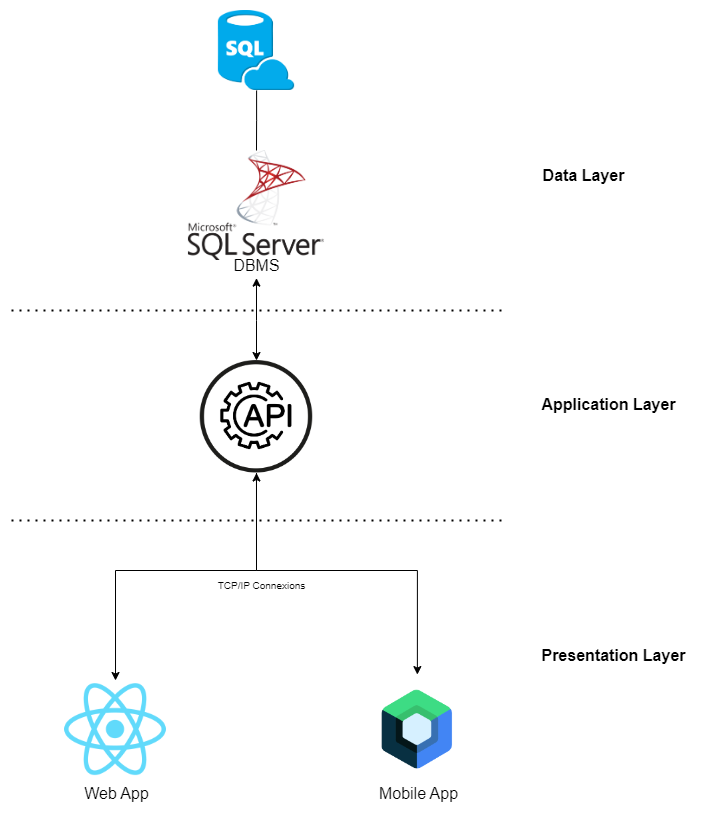 SQL
Data Layer
Microsoft®
SQL Server
DBMS
API
Application Layer
TCP/IP Connexions
Presentation Layer
Web App
Mobile App